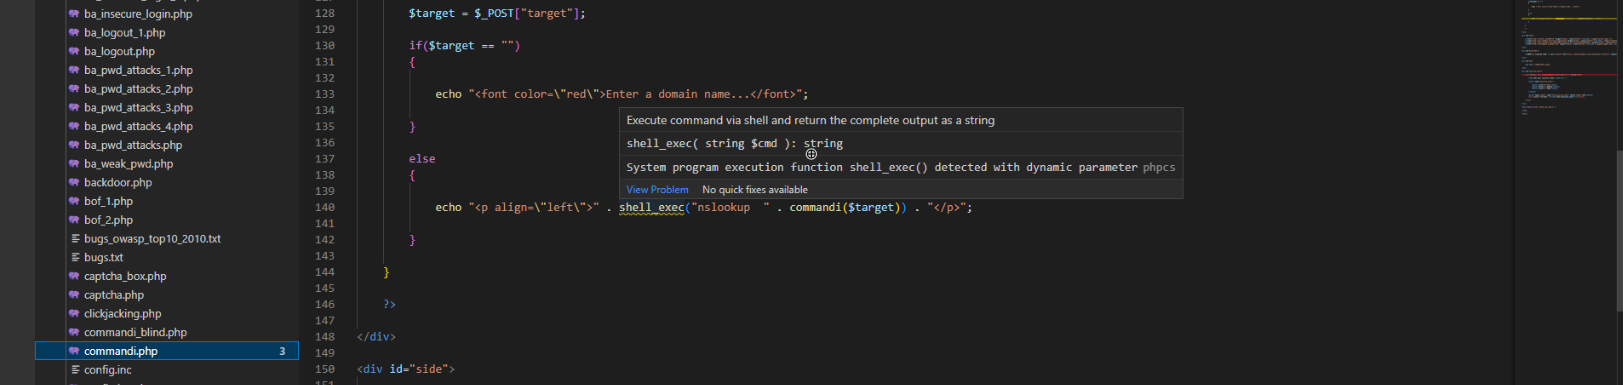 ba_insecure_login.php
ba_logout_1.php
ba_logout.php
ba_pwd_attacks_1.php
ba_pwd_attacks_2.php
ba_pwd_attacks_3.php
ba_pwd_attacks_4.php
ba_pwd_attacks.php
ba_weak_pwd.php
backdoor.php
bof_1.php
bof_2.php
bugs_owasp_top10_2010.txt
bugs.txt
captcha_box.php
captcha.php
clickjacking.php
commandi_blind.php
commandi.php 3
config.inc
128 $target = $_POST["target"];
129
130 if($target == "")
131 {
132
133 echo "<font color=\"red\">Enter a domain name...</font>";
134
135 }
136
137 else
138 {
139
140 echo "<p align=\"left\">" . shell_exec("nslookup  " . commandi($target)) . "</p>";
141
142 }
143
144 }
145
146 ?>
147
148 </div>
149
150 <div id="side">
Execute command via shell and return the complete output as a string
shell_exec( string $cmd ): string
System program execution function shell_exec() detected with dynamic parameter phpcs
View Problem No quick fixes available